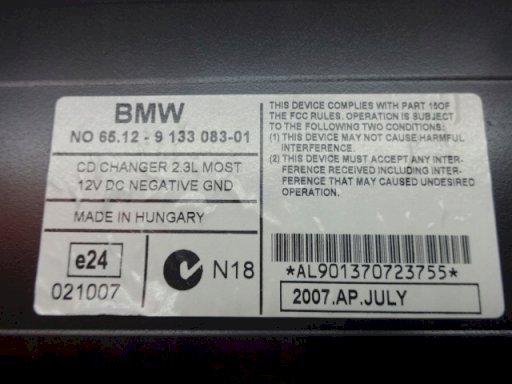 BMW
NO 65.12 - 9 133 083-01
CD CHANGER 2.3L MOST
12V DC NEGATIVE GND
MADE IN HUNGARY
e24
021007
N18
THIS DEVICE COMPLIES WITH PART 15OF
THE FCC RULES. OPERATION IS SUBJECT
TO THE FOLLOWING TWO CONDITIONS:
(1) THIS DEVICE MAY NOT CAUSE HARMFUL
INTERFERENCE.
(2) THIS DEVICE MUST ACCEPT ANY INTER-
FERENCE RECEIVED INCLUDING INTER-
FERENCE THAT MAY CAUSED UNDESIRED
OPERATION.
*AL901370723755*
2007.AP.JULY